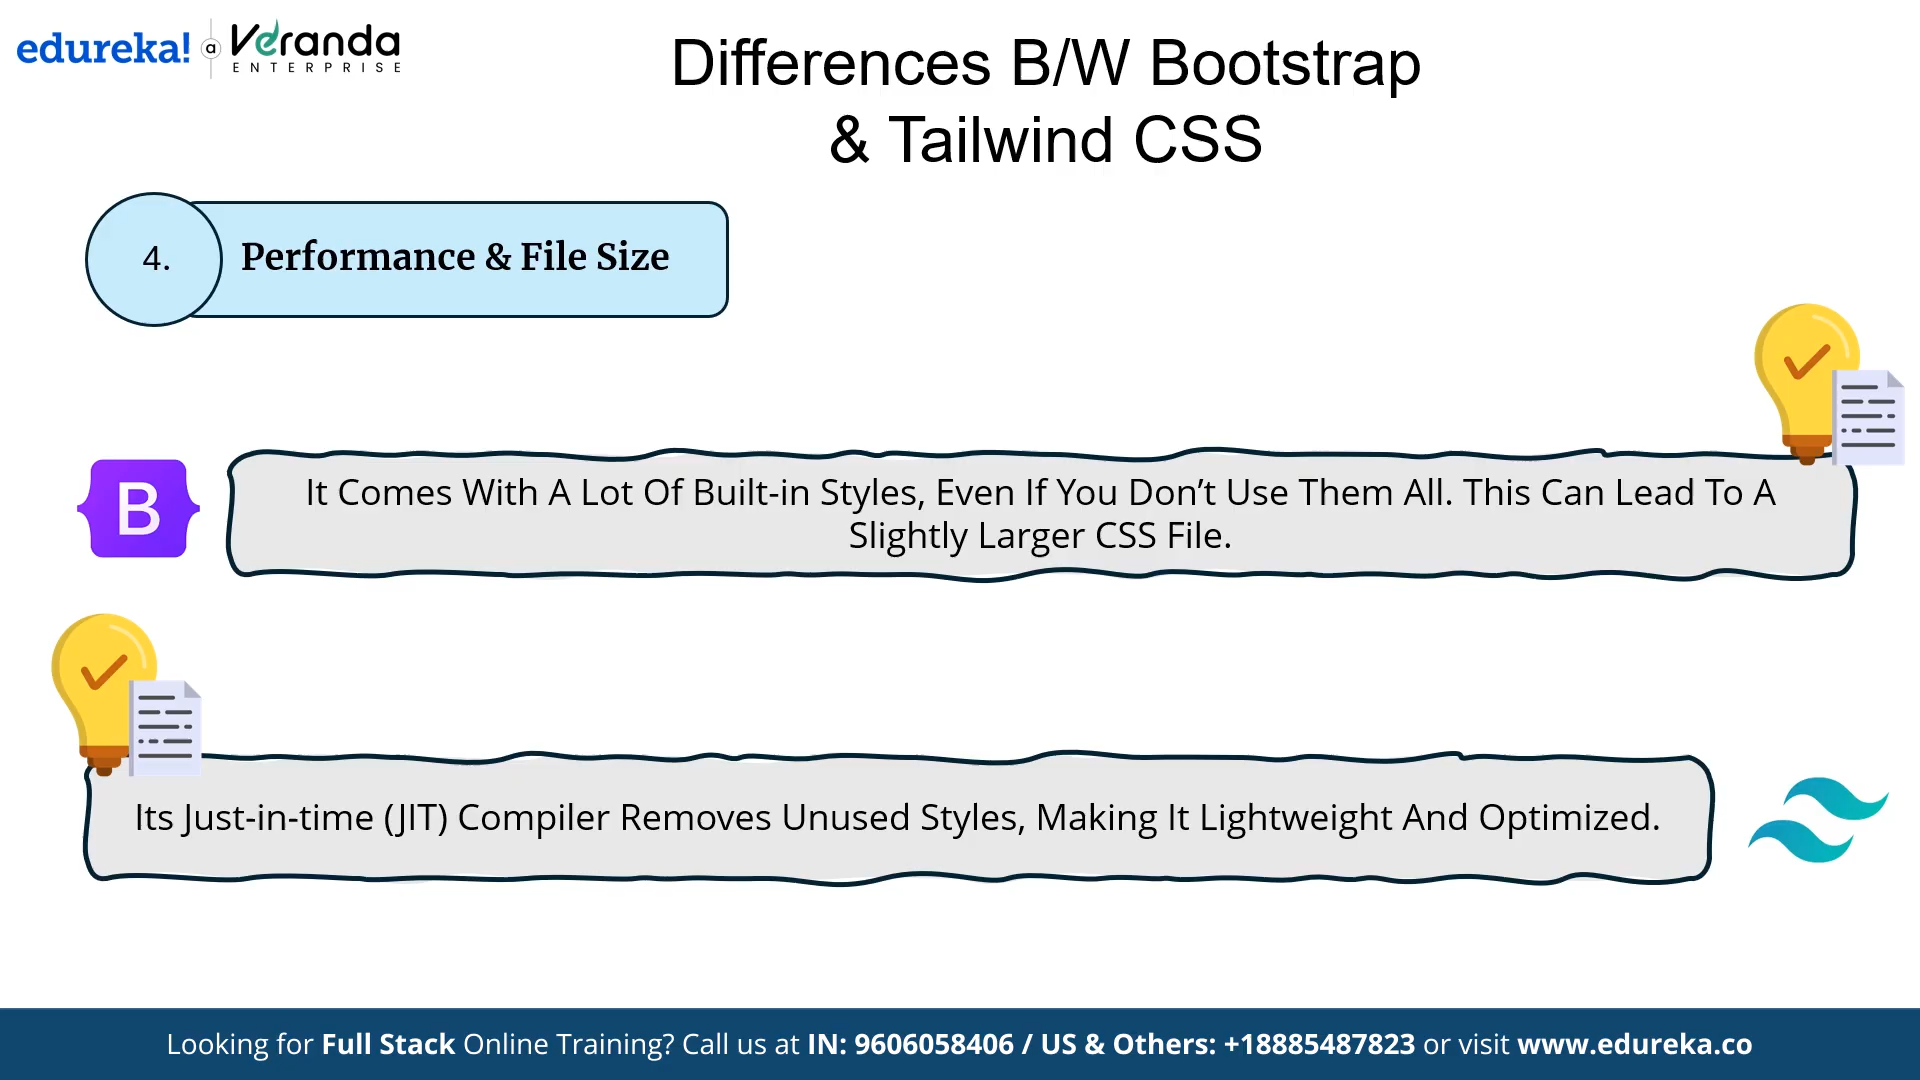 edureka! a Veranda
ENTERPRISE
Differences B/W Bootstrap
& Tailwind CSS
4. Performance & File Size
B
It Comes With A Lot Of Built-in Styles, Even If You Don’t Use Them All. This Can Lead To A
Slightly Larger CSS File.
Its Just-in-time (JIT) Compiler Removes Unused Styles, Making It Lightweight And Optimized.
Looking for Full Stack Online Training? Call us at IN: 9606058406 / US & Others: +18885487823 or visit www.edureka.co